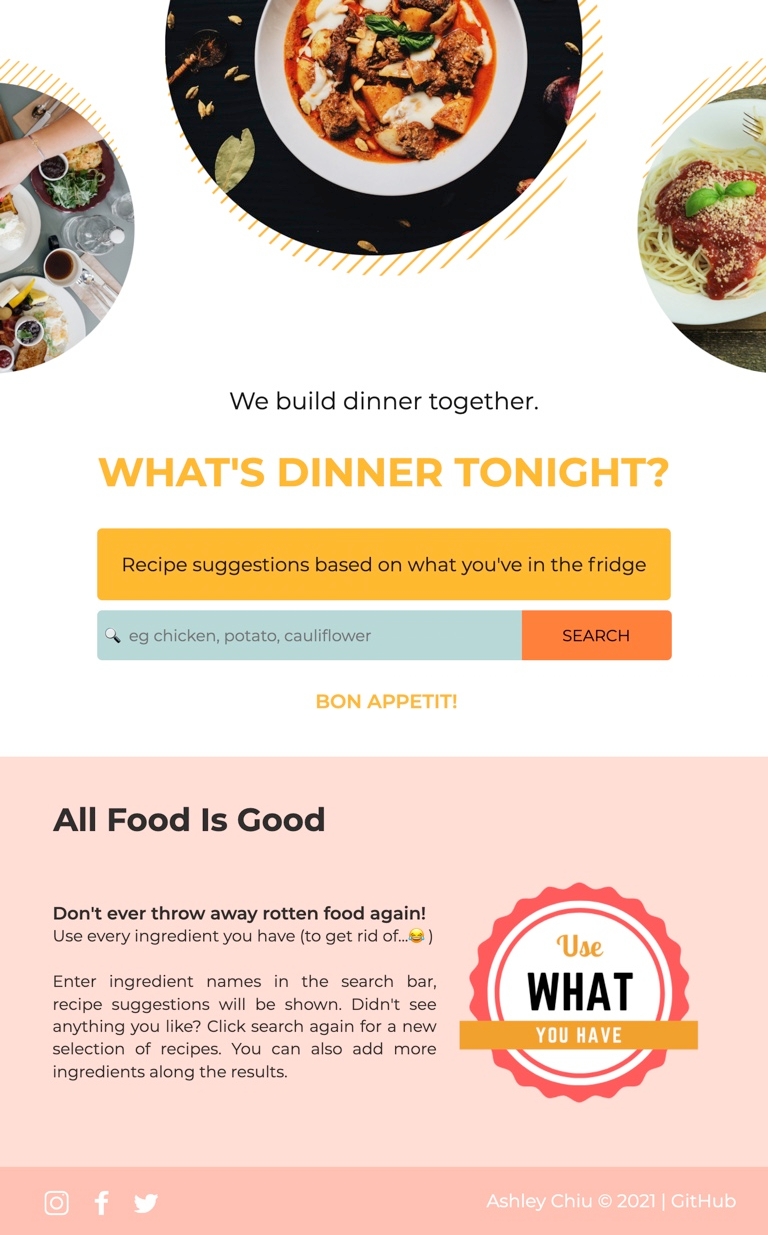 We build dinner together.
WHAT'S DINNER TONIGHT?
Recipe suggestions based on what you've in the fridge
🔍 eg chicken, potato, cauliflower
SEARCH
BON APPETIT!
All Food Is Good
Don't ever throw away rotten food again!
Use every ingredient you have (to get rid of...😂 )
Enter ingredient names in the search bar,
recipe suggestions will be shown. Didn't see
anything you like? Click search again for a new
selection of recipes. You can also add more
ingredients along the results.
Use
WHAT
YOU HAVE
Ashley Chiu © 2021 | GitHub